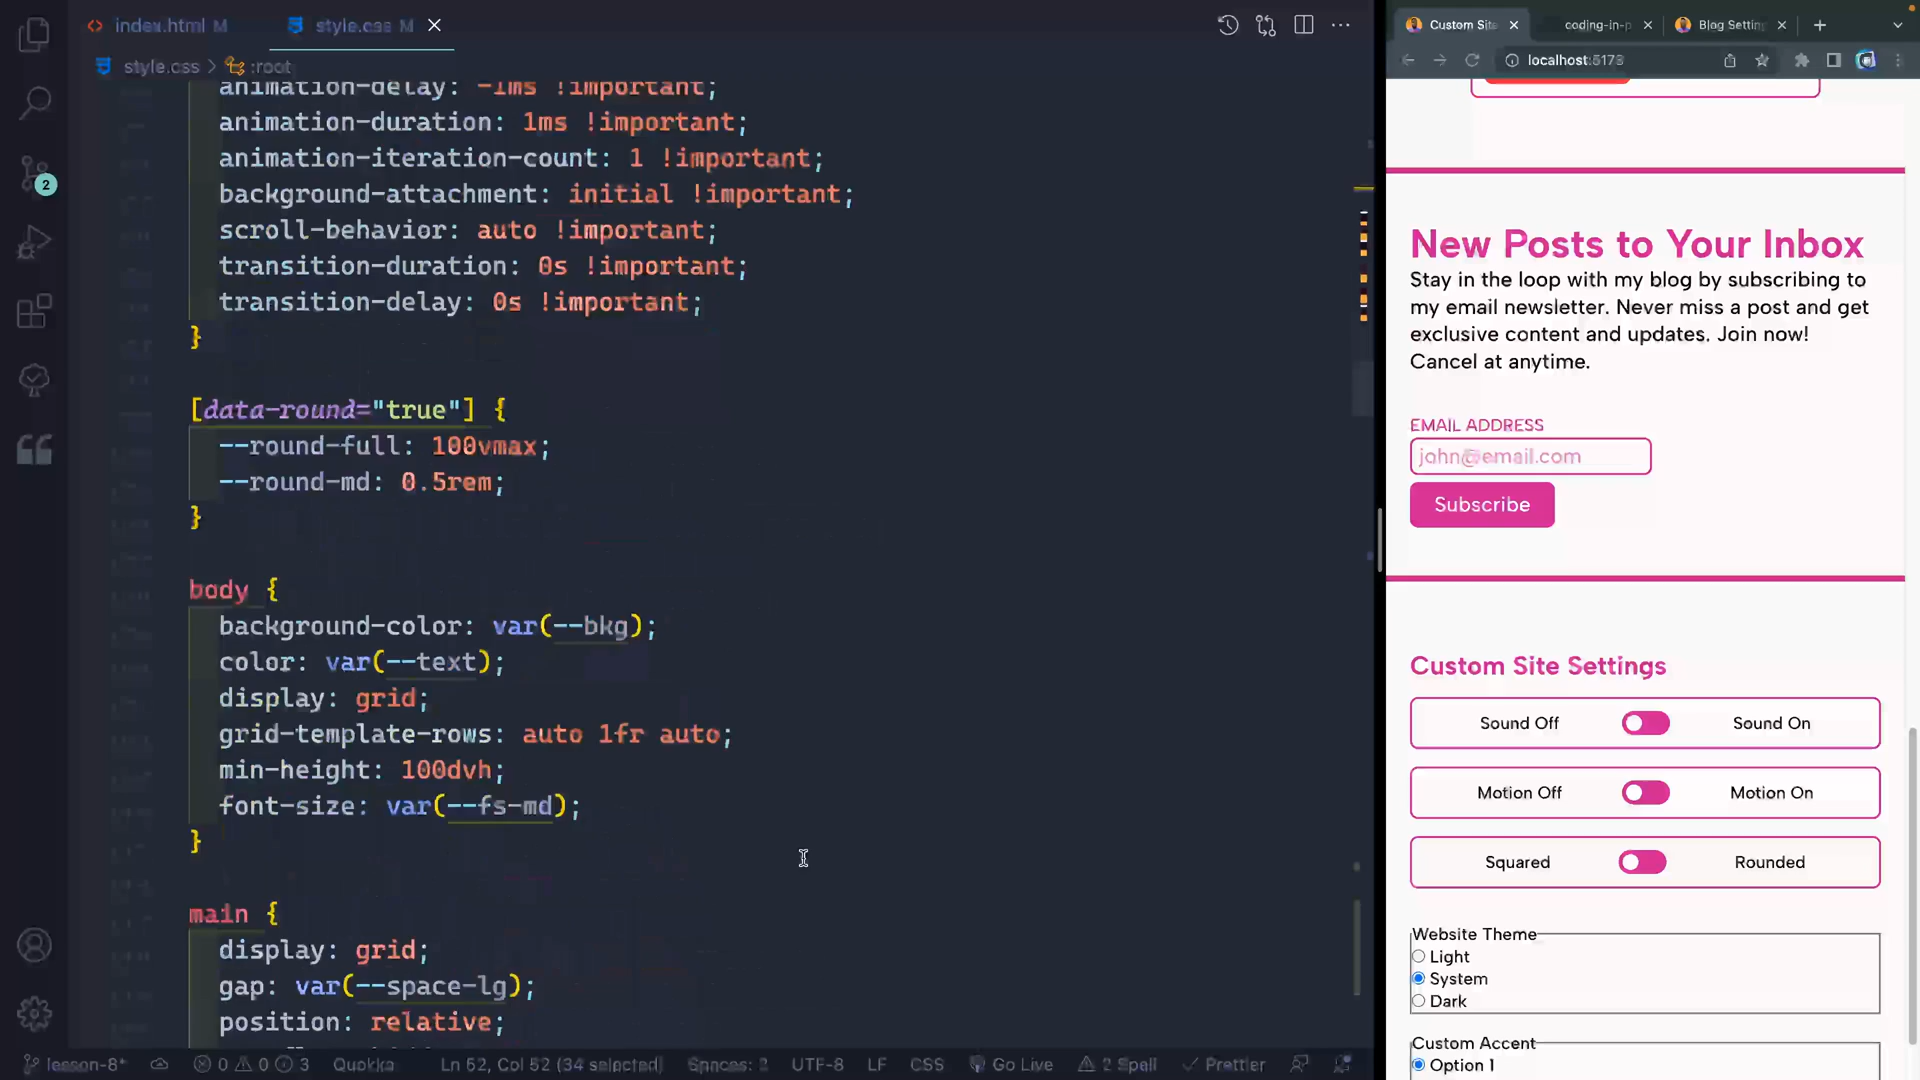 index.html M
style.css M
style.css > :root
animation-delay: -1ms !important;
animation-duration: 1ms !important;
animation-iteration-count: 1 !important;
background-attachment: initial !important;
scroll-behavior: auto !important;
transition-duration: 0s !important;
transition-delay: 0s !important;
}
[data-round="true"] {
--round-full: 100vmax;
--round-md: 0.5rem;
}
body {
background-color: var(--bkg);
color: var(--text);
display: grid;
grid-template-rows: auto 1fr auto;
min-height: 100dvh;
font-size: var(--fs-md);
}
main {
display: grid;
gap: var(--space-lg);
position: relative;
2
lesson-8* 0 0 3 Quokka Ln 52, Col 52 (34 selected) Spaces: 2 UTF-8 LF CSS Go Live 2 Spell Prettier
Custom Site
coding-in-p
Blog Settin
localhost:5173
New Posts to Your Inbox
Stay in the loop with my blog by subscribing to
my email newsletter. Never miss a post and get
exclusive content and updates. Join now!
Cancel at anytime.
EMAIL ADDRESS
john@email.com
Subscribe
Custom Site Settings
Sound Off Sound On
Motion Off Motion On
Squared Rounded
Website Theme
Light
System
Dark
Custom Accent
Option 1